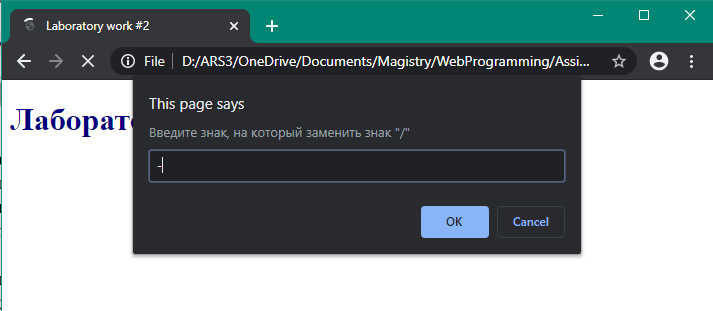 Laboratory work #2
File
D:/ARS3/OneDrive/Documents/Magistry/WebProgramming/Assi...
This page says
Введите знак, на который заменить знак "/"
-
OK
Cancel